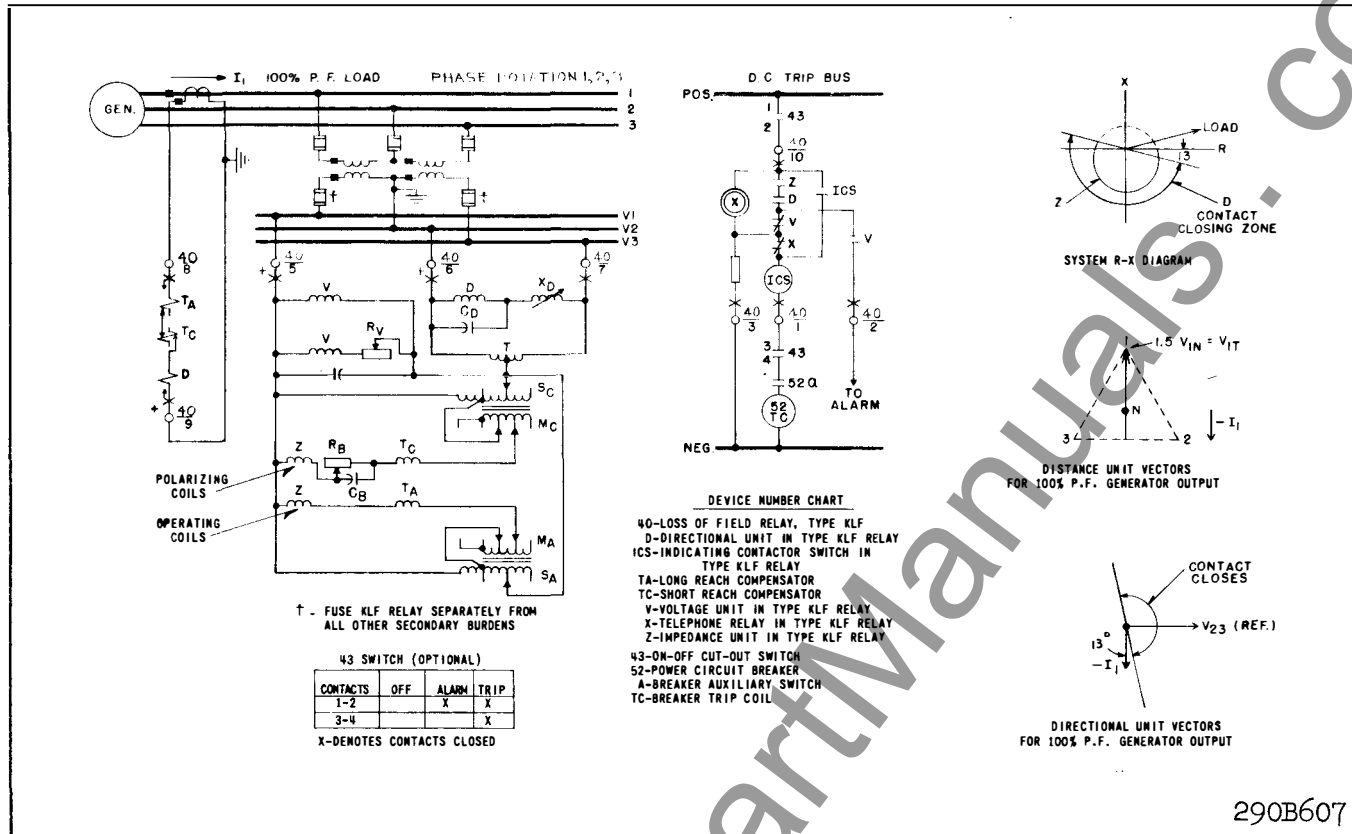 I1 100% P. F. LOAD
PHASE ROTATION 1, 2, 3
GEN.
1
2
3
†
†
V1
V2
V3
40
8
+
40
5
+
40
6
+
40
7
TA
TC
D
+
40
9
V
D
XD
CD
V
RV
T
SC
MC
Z
RB
TC
CB
POLARIZING
COILS
Z
TA
OPERATING
COILS
MA
SA
† - FUSE KLF RELAY SEPARATELY FROM
ALL OTHER SECONDARY BURDENS
43 SWITCH (OPTIONAL)
CONTACTS OFF ALARM TRIP
1-2 X X
3-4 X
X-DENOTES CONTACTS CLOSED
D.C TRIP BUS
POS.
1
2
43
40
10
Z
D
ICS
X
V
X
V
ICS
40
3
40
1
40
2
3
4
43
52a
52
TC
TO
ALARM
NEG.
DEVICE NUMBER CHART
40-LOSS OF FIELD RELAY, TYPE KLF
D-DIRECTIONAL UNIT IN TYPE KLF RELAY
ICS-INDICATING CONTACTOR SWITCH IN
TYPE KLF RELAY
TA-LONG REACH COMPENSATOR
TC-SHORT REACH COMPENSATOR
V-VOLTAGE UNIT IN TYPE KLF RELAY
X-TELEPHONE RELAY IN TYPE KLF RELAY
Z-IMPEDANCE UNIT IN TYPE KLF RELAY
43-ON-OFF CUT-OUT SWITCH
52-POWER CIRCUIT BREAKER
A-BREAKER AUXILIARY SWITCH
TC-BREAKER TRIP COIL
X
LOAD
R
13
Z
D
CONTACT
CLOSING ZONE
SYSTEM R-X DIAGRAM
1
1.5 V1N = V1T
N
3
2
-I1
DISTANCE UNIT VECTORS
FOR 100% P.F. GENERATOR OUTPUT
CONTACT
CLOSES
V23 (REF.)
13°
-I1
DIRECTIONAL UNIT VECTORS
FOR 100% P.F. GENERATOR OUTPUT
290B607
artManuals.co